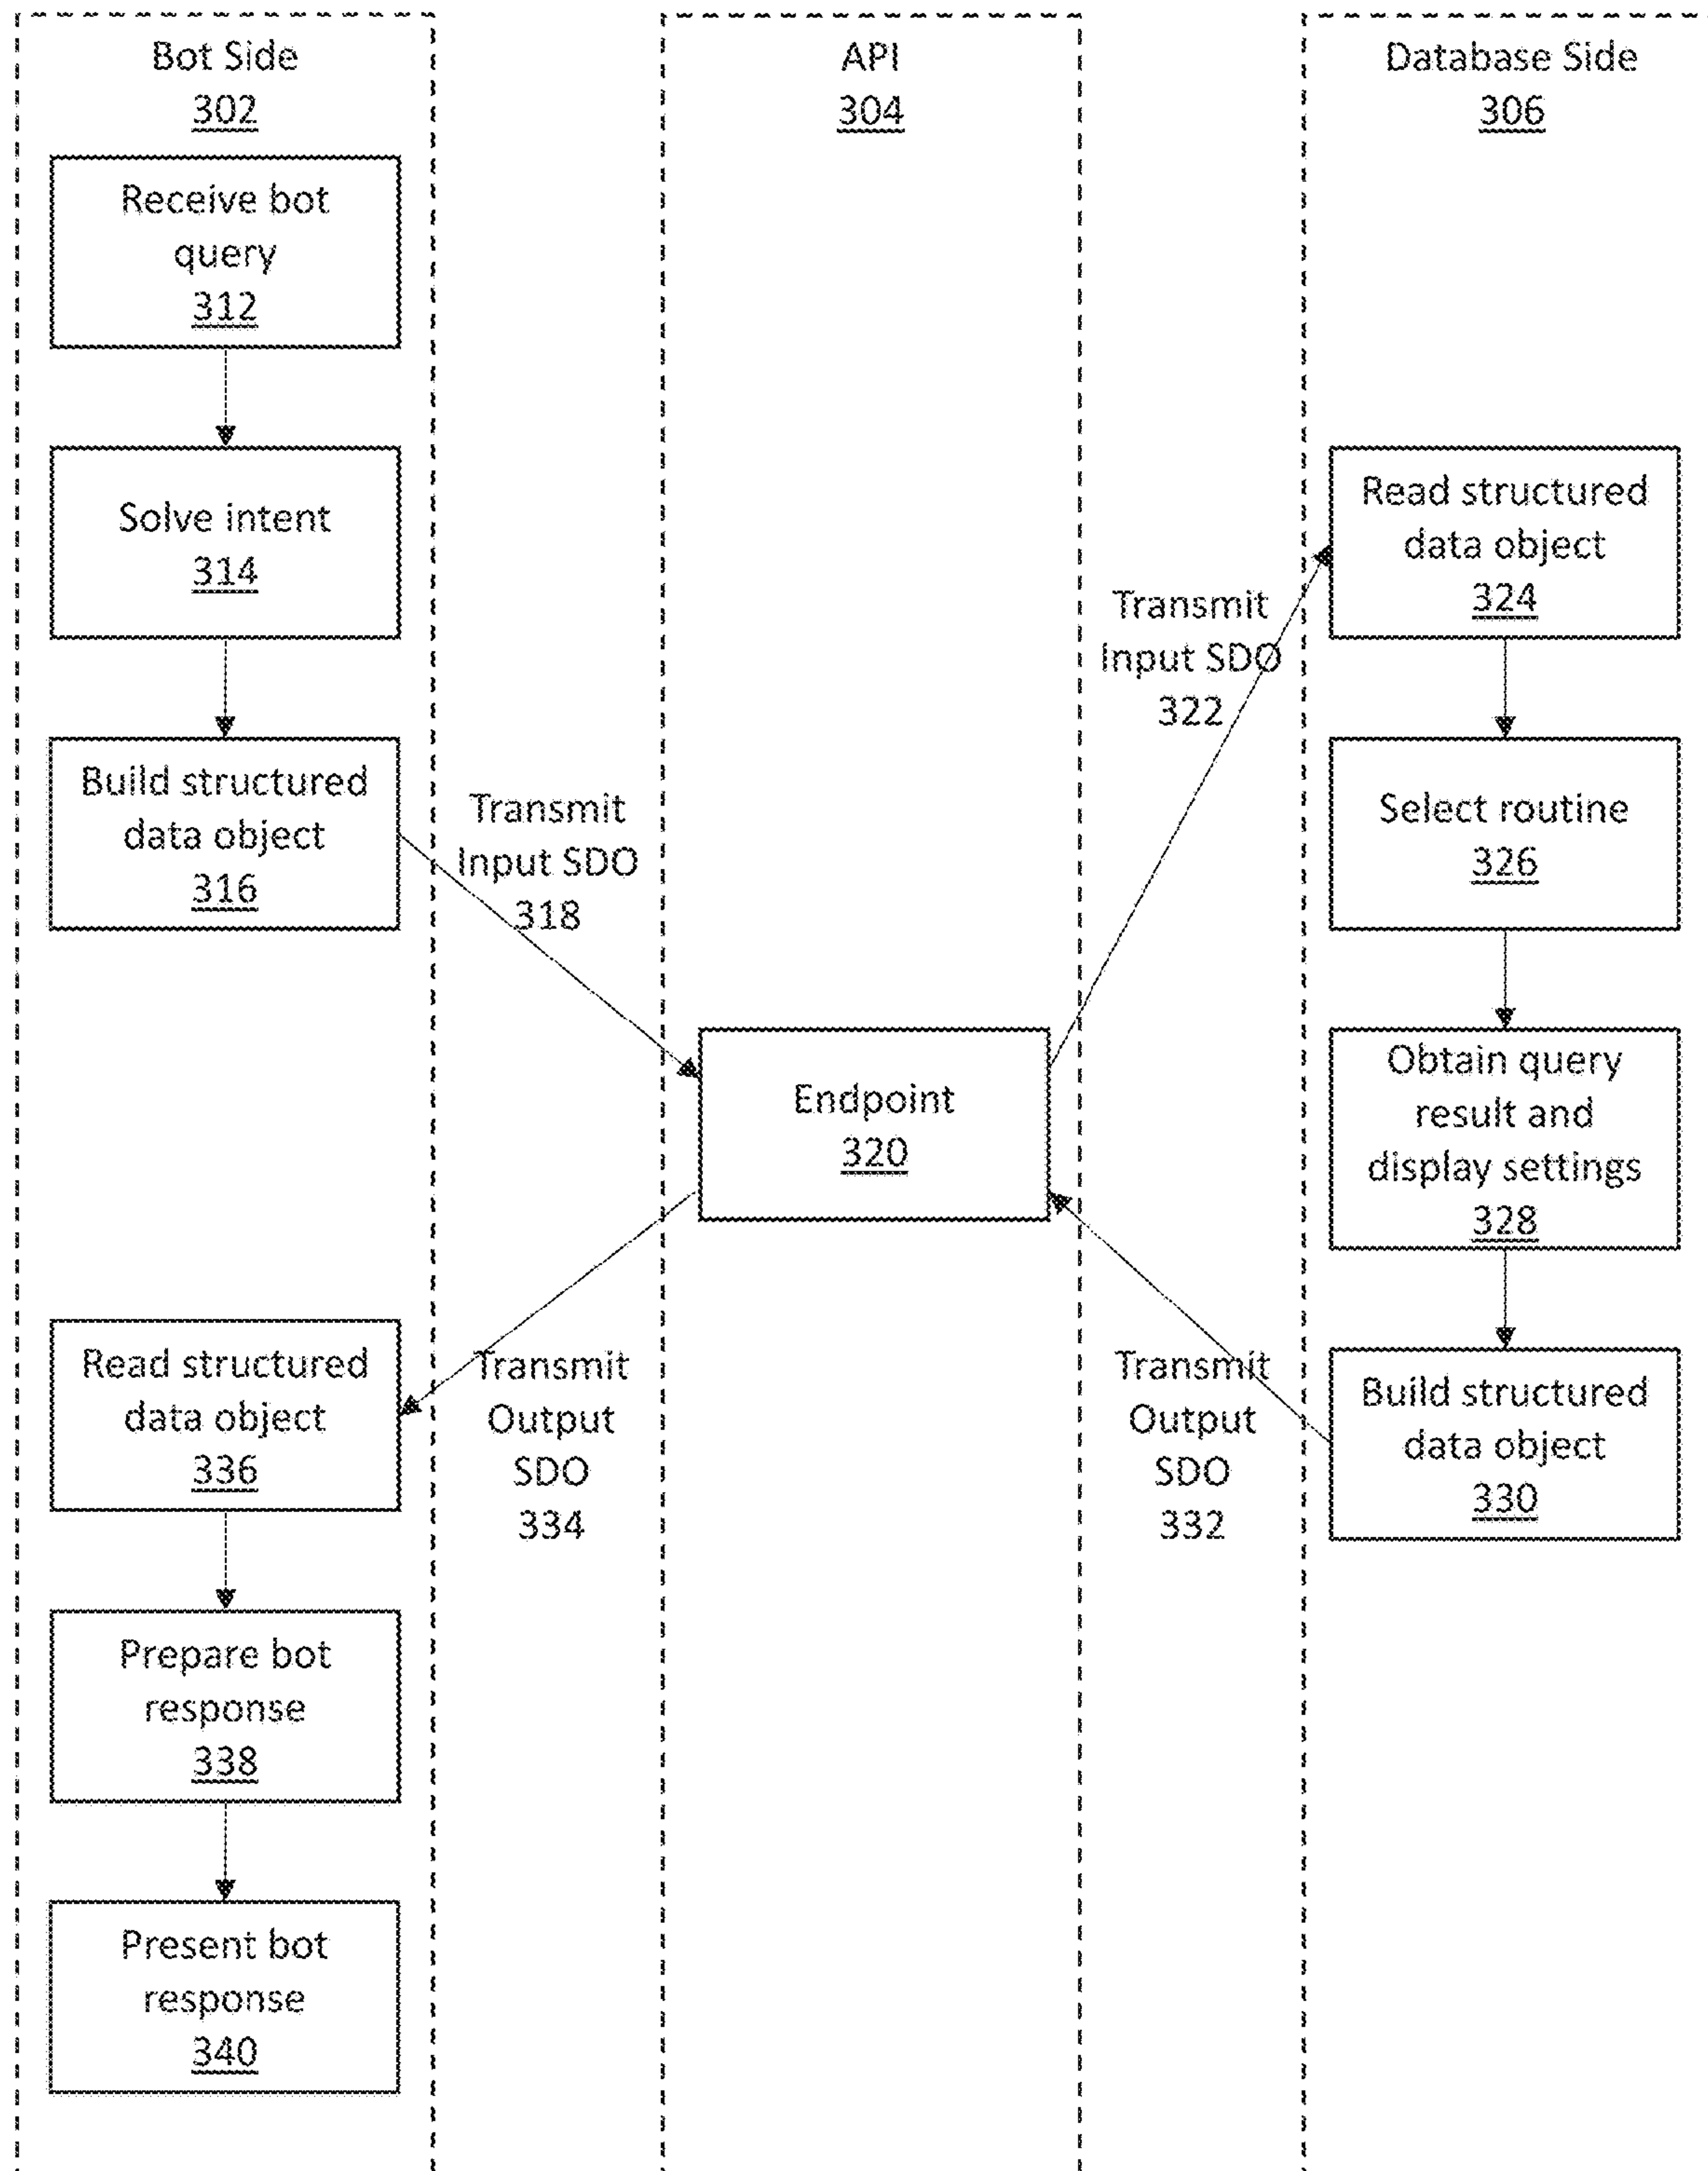 Bot Side
302
API
304
Database Side
306
Receive bot
query
312
Solve intent
314
Build structured
data object
316
Transmit
Input SDO
318
Endpoint
320
Transmit
Input SDO
322
Read structured
data object
324
Select routine
326
Obtain query
result and
display settings
328
Build structured
data object
330
Transmit
Output
SDO
332
Transmit
Output
SDO
334
Read structured
data object
336
Prepare bot
response
338
Present bot
response
340